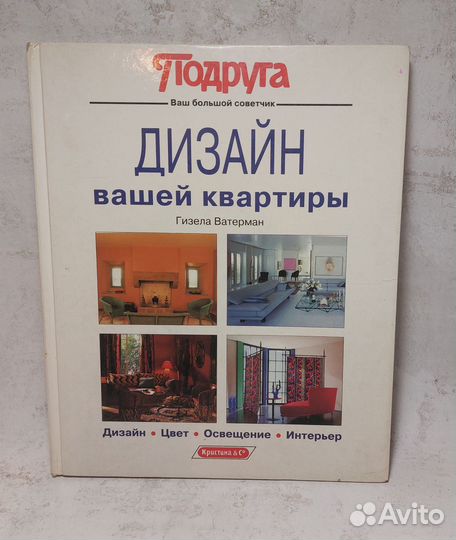 Подруга
Ваш большой советчик
ДИЗАЙН
вашей квартиры
Гизела Ватерман
Дизайн • Цвет • Освещение • Интерьер
Кристина & Cº
Avito